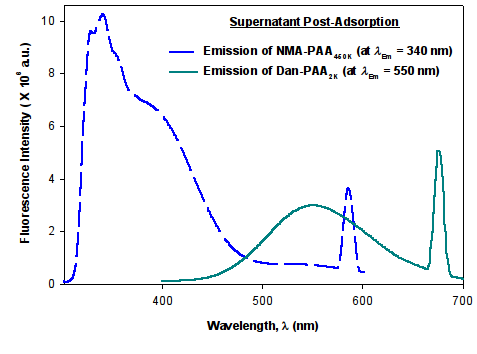 Supernatant Post-Adsorption
Emission of NMA-PAA450K (at λEm = 340 nm)
Emission of Dan-PAA2K (at λEm = 550 nm)
Fluorescence Intensity ( X 10⁶ a.u.)
10
8
6
4
2
0
400 500 600 700
Wavelength, λ (nm)